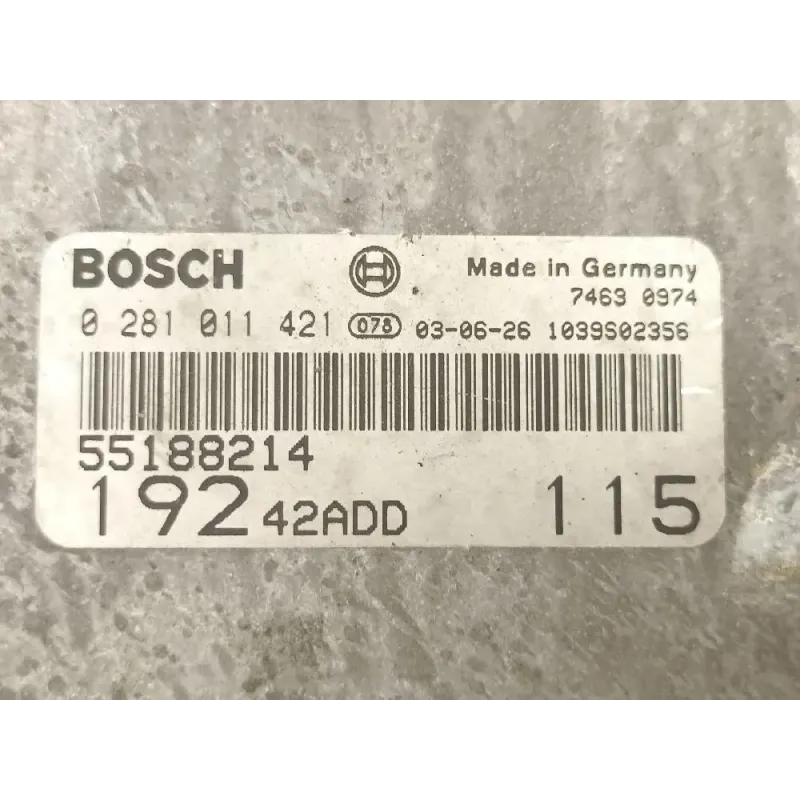 BOSCH Made in Germany
7463 0974
0 281 011 421 078 03-06-26 1039S02356
55188214
192 42ADD 115